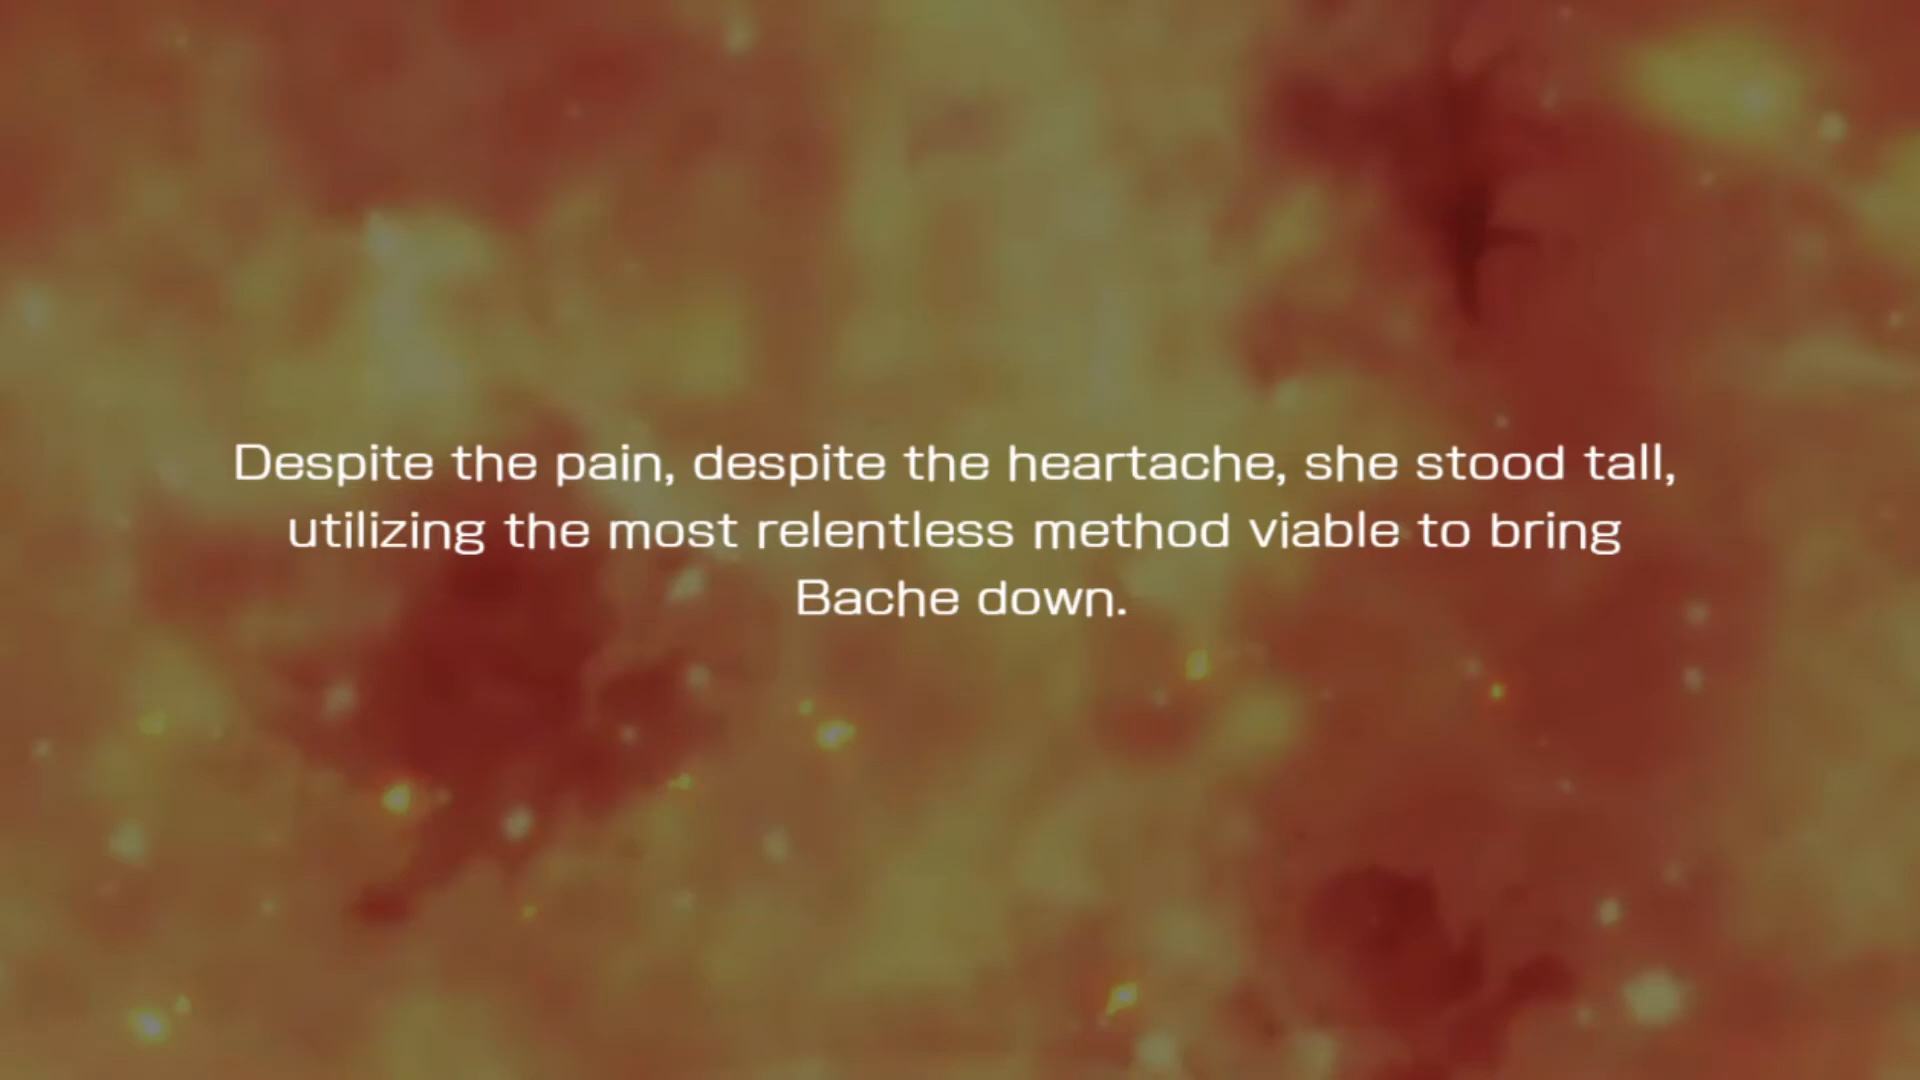 Despite the pain, despite the heartache, she stood tall,
utilizing the most relentless method viable to bring
Bache down.